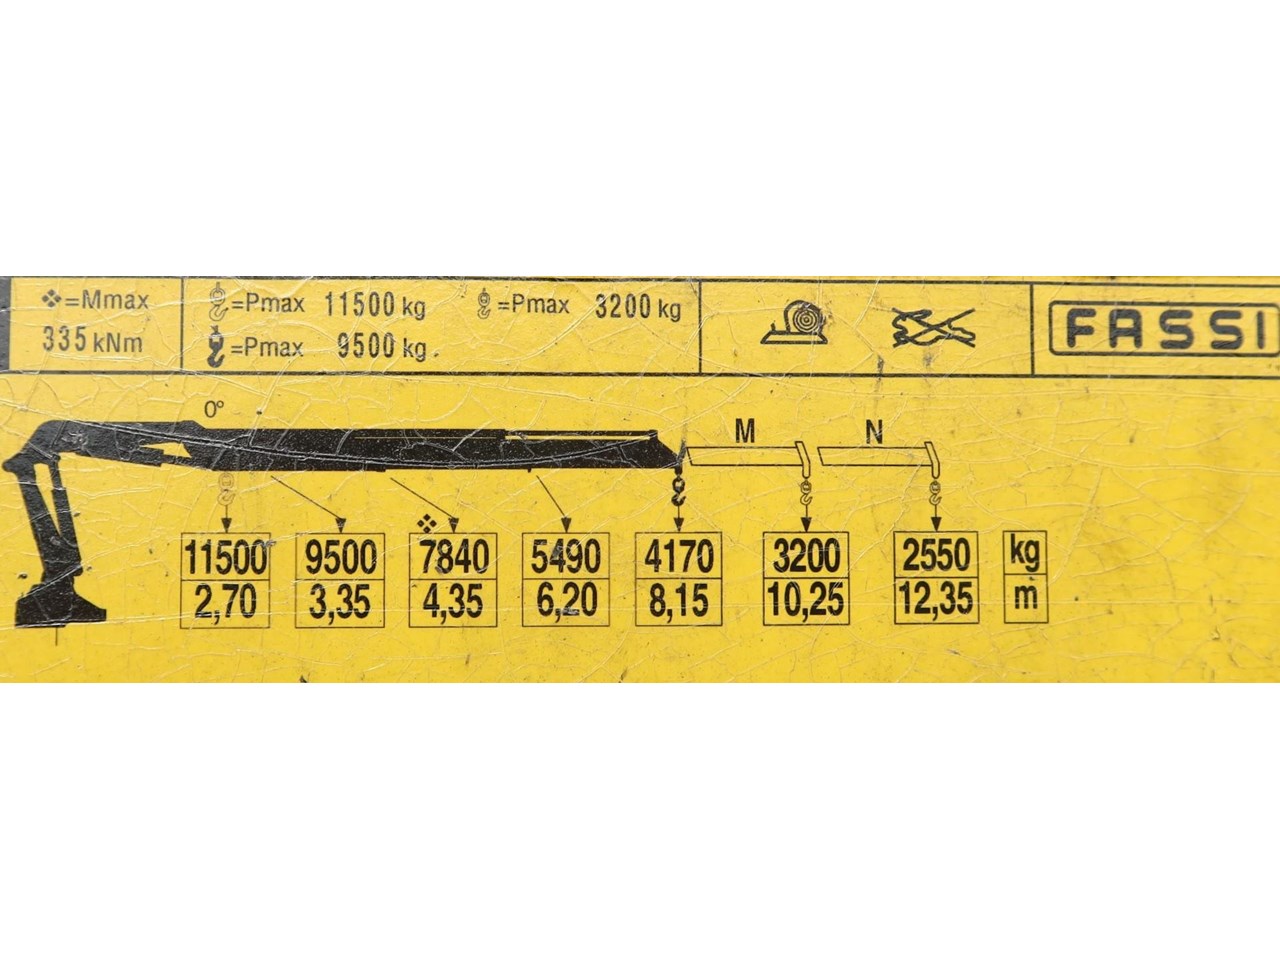 ❖=Mmax
335 kNm
=Pmax 11500 kg
=Pmax 9500 kg.
=Pmax 3200 kg
FASSI
0°
M
N
❖
11500 9500 7840 5490 4170 3200 2550 kg
2,70 3,35 4,35 6,20 8,15 10,25 12,35 m